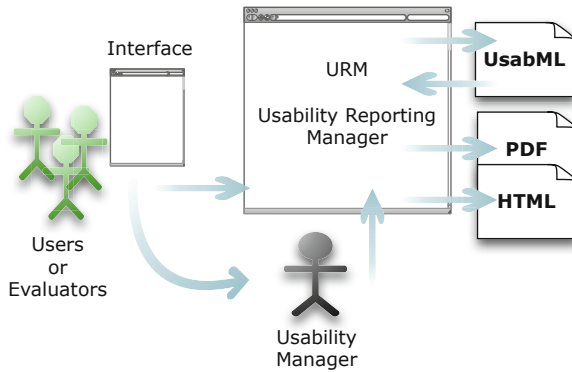 Interface
URM
Usability Reporting
Manager
UsabML
PDF
HTML
Users
or
Evaluators
Usability
Manager